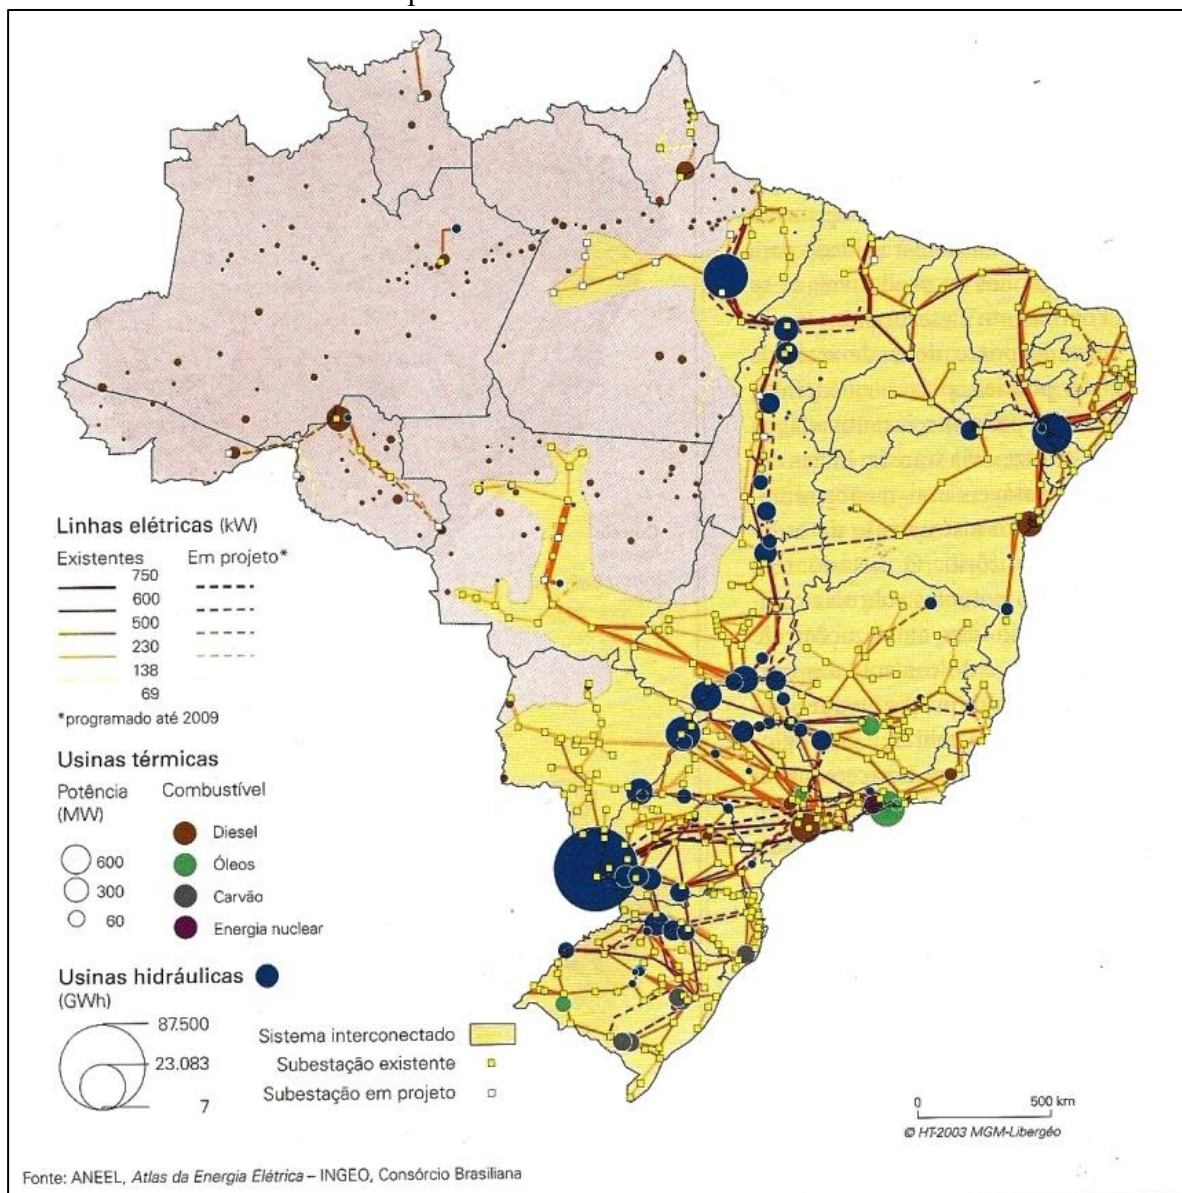 Linhas elétricas (kW)
Existentes Em projeto*
750
600
500
230
138
69
*programado até 2009
Usinas térmicas
Potência
(MW)
Combustível
600
300
60
Diesel
Óleos
Carvão
Energia nuclear
Usinas hidráulicas
(GWh)
87.500
23.083
7
Sistema interconectado
Subestação existente
Subestação em projeto
0 500 km
© HT-2003 MGM-Libergéo
Fonte: ANEEL, Atlas da Energia Elétrica – INGEO, Consórcio Brasiliana